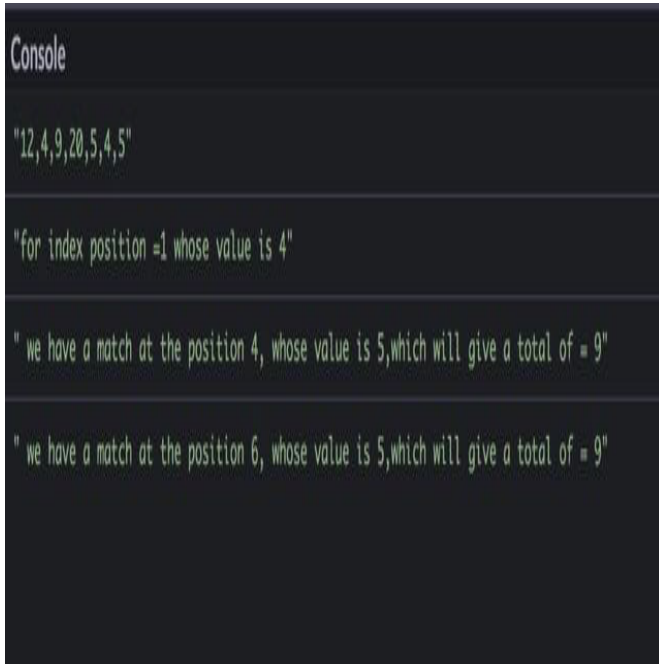 Console
"12,4,9,20,5,4,5"
"for index position =1 whose value is 4"
" we have a match at the position 4, whose value is 5,which will give a total of = 9"
" we have a match at the position 6, whose value is 5,which will give a total of = 9"